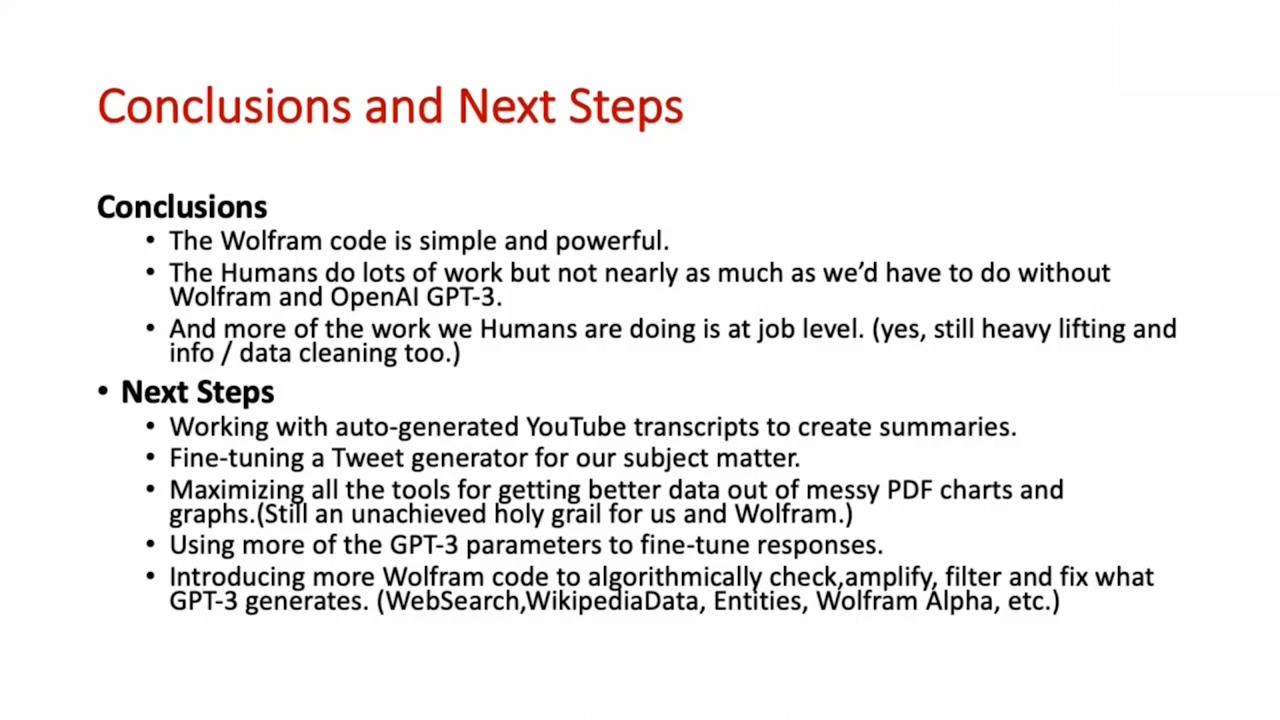 Conclusions and Next Steps
Conclusions
• The Wolfram code is simple and powerful.
• The Humans do lots of work but not nearly as much as we’d have to do without
Wolfram and OpenAI GPT-3.
• And more of the work we Humans are doing is at job level. (yes, still heavy lifting and
info / data cleaning too.)
• Next Steps
• Working with auto-generated YouTube transcripts to create summaries.
• Fine-tuning a Tweet generator for our subject matter.
• Maximizing all the tools for getting better data out of messy PDF charts and
graphs.(Still an unachieved holy grail for us and Wolfram.)
• Using more of the GPT-3 parameters to fine-tune responses.
• Introducing more Wolfram code to algorithmically check,amplify, filter and fix what
GPT-3 generates. (WebSearch,WikipediaData, Entities, Wolfram Alpha, etc.)